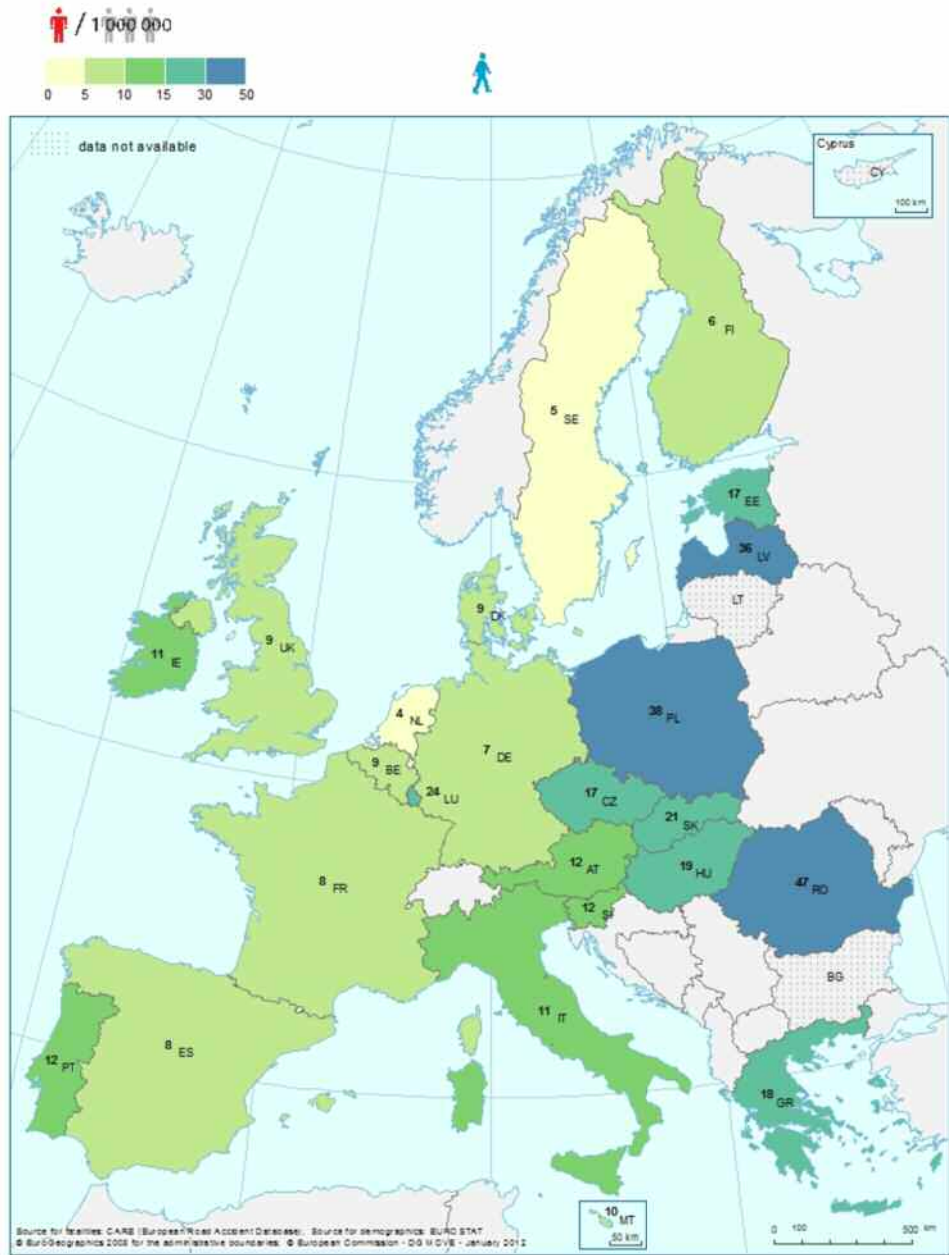 / 1 000 000
0 5 10 15 30 50
data not available
Cyprus
CY
100 km
6 FI
5 SE
17 EE
36 LV
LT
9 DK
11 IE
9 UK
38 PL
4 NL
7 DE
9 BE
24 LU
17 CZ
21 SK
12 AT
19 HU
8 FR
12 SI
47 RO
BG
11 IT
8 ES
12 PT
18 GR
10 MT
50 km
0 100 500 km
Source for fatalities: CARE (European Road Accident Database), Source for demographics: EUROSTAT
© EuroGeographics 2008 for the administrative boundaries. © European Commission - DG MOVE - January 2012